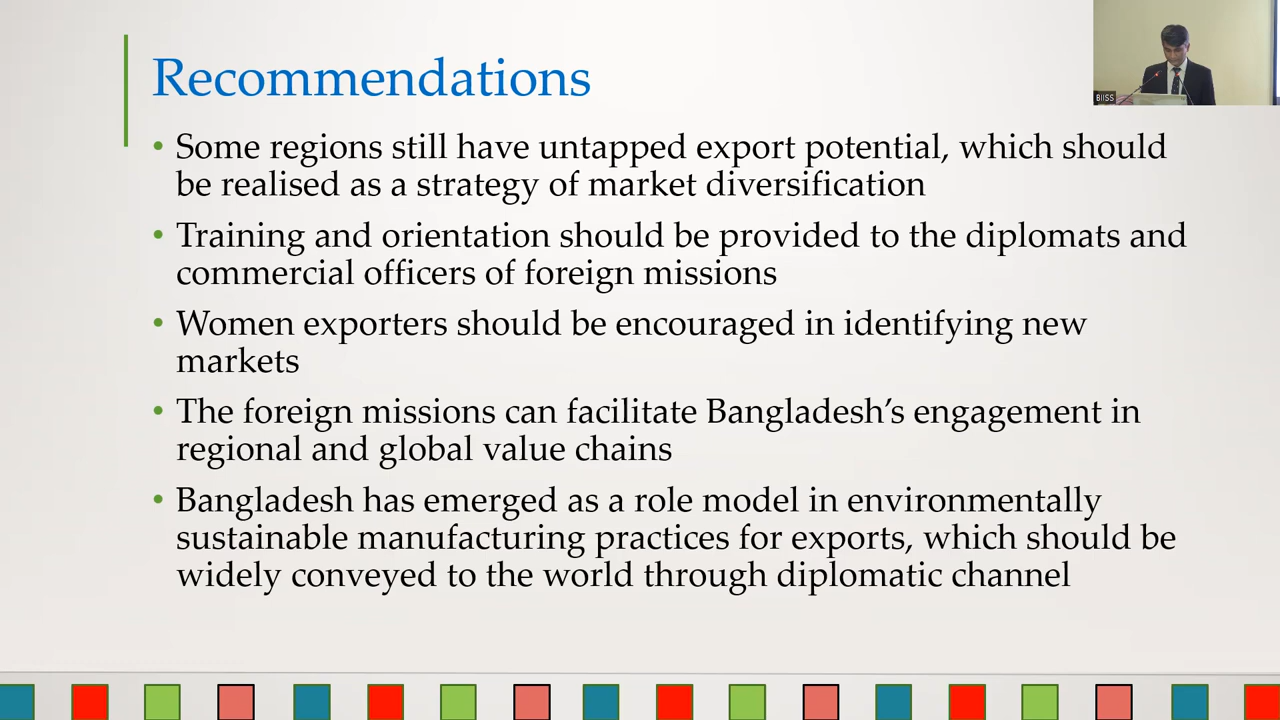 Recommendations
BIISS
• Some regions still have untapped export potential, which should
be realised as a strategy of market diversification
• Training and orientation should be provided to the diplomats and
commercial officers of foreign missions
• Women exporters should be encouraged in identifying new
markets
• The foreign missions can facilitate Bangladesh’s engagement in
regional and global value chains
• Bangladesh has emerged as a role model in environmentally
sustainable manufacturing practices for exports, which should be
widely conveyed to the world through diplomatic channel